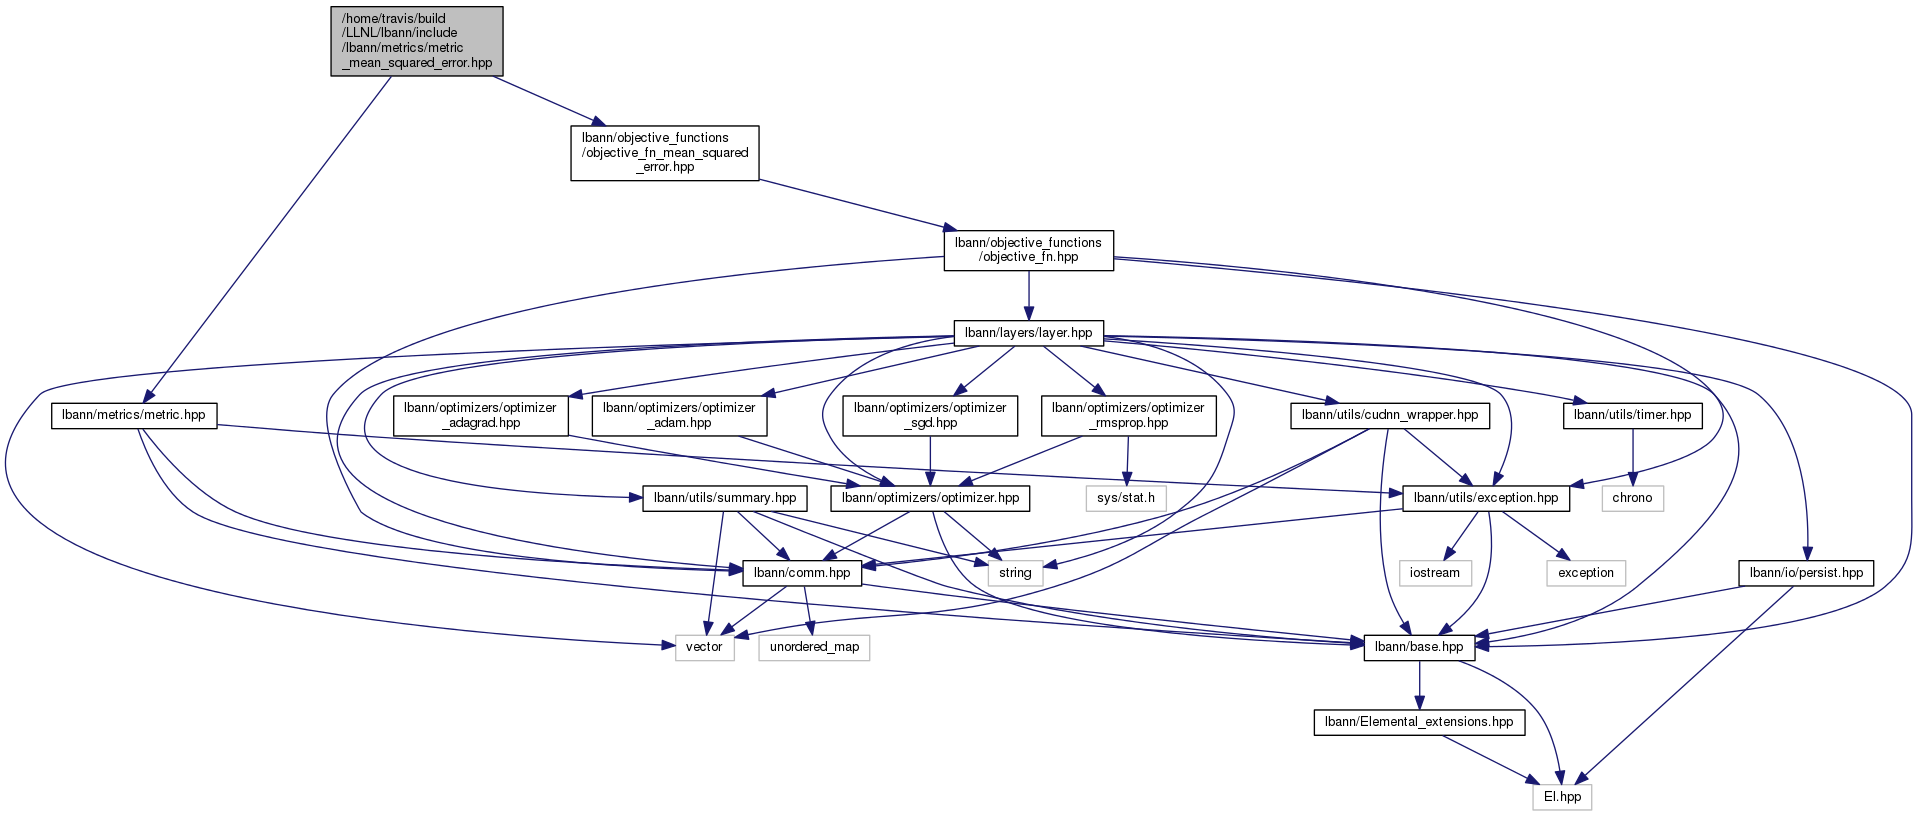 /home/travis/build
/LLNL/lbann/include
/lbann/metrics/metric
_mean_squared_error.hpp
lbann/objective_functions
/objective_fn_mean_squared
_error.hpp
lbann/objective_functions
/objective_fn.hpp
lbann/layers/layer.hpp
lbann/metrics/metric.hpp
lbann/optimizers/optimizer
_adagrad.hpp
lbann/optimizers/optimizer
_adam.hpp
lbann/optimizers/optimizer
_sgd.hpp
lbann/optimizers/optimizer
_rmsprop.hpp
lbann/utils/cudnn_wrapper.hpp
lbann/utils/timer.hpp
lbann/utils/summary.hpp
lbann/optimizers/optimizer.hpp
sys/stat.h
lbann/utils/exception.hpp
chrono
lbann/comm.hpp
string
iostream
exception
lbann/io/persist.hpp
vector
unordered_map
lbann/base.hpp
lbann/Elemental_extensions.hpp
El.hpp